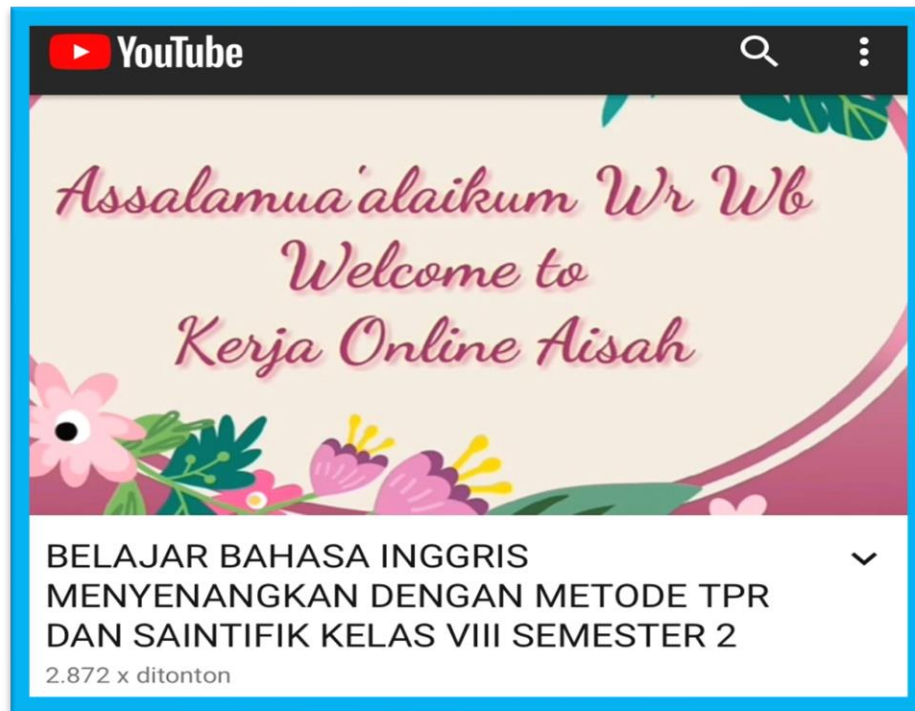 YouTube
Assalamua'alaikum Wr Wb
Welcome to
Kerja Online Aisah
BELAJAR BAHASA INGGRIS
MENYENANGKAN DENGAN METODE TPR
DAN SAINTIFIK KELAS VIII SEMESTER 2
2.872 x ditonton